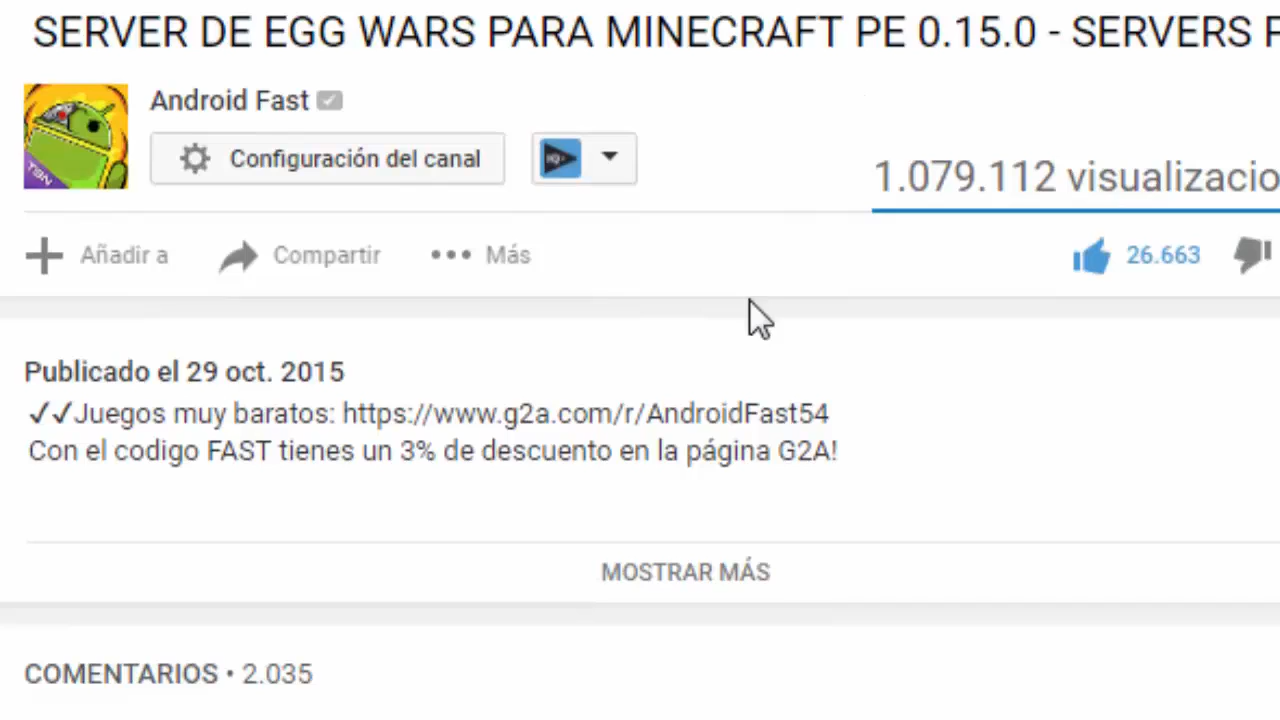 SERVER DE EGG WARS PARA MINECRAFT PE 0.15.0 - SERVERS P
Android Fast
TGN
Configuración del canal
HQ
1.079.112 visualizacio
Añadir a
Compartir
Más
26.663
Publicado el 29 oct. 2015
✓✓Juegos muy baratos: https://www.g2a.com/r/AndroidFast54
Con el codigo FAST tienes un 3% de descuento en la página G2A!
MOSTRAR MÁS
COMENTARIOS • 2.035